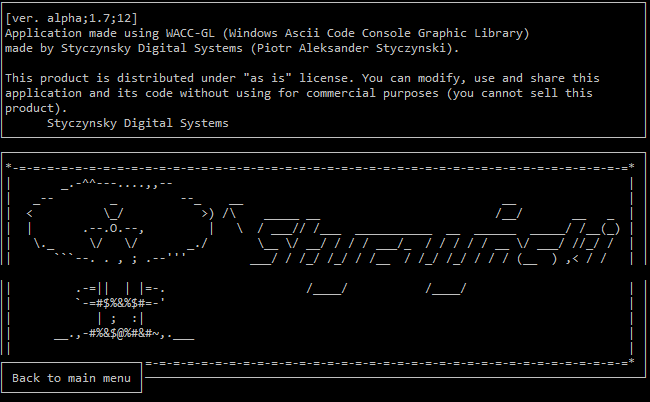 [ver. alpha;1.7;12]
Application made using WACC-GL (Windows Ascii Code Console Graphic Library)
made by Styczynsky Digital Systems (Piotr Aleksander Styczynski).
This product is distributed under "as is" license. You can modify, use and share this
application and its code without using for commercial purposes (you cannot sell this
product).
Styczynsky Digital Systems
Back to main menu